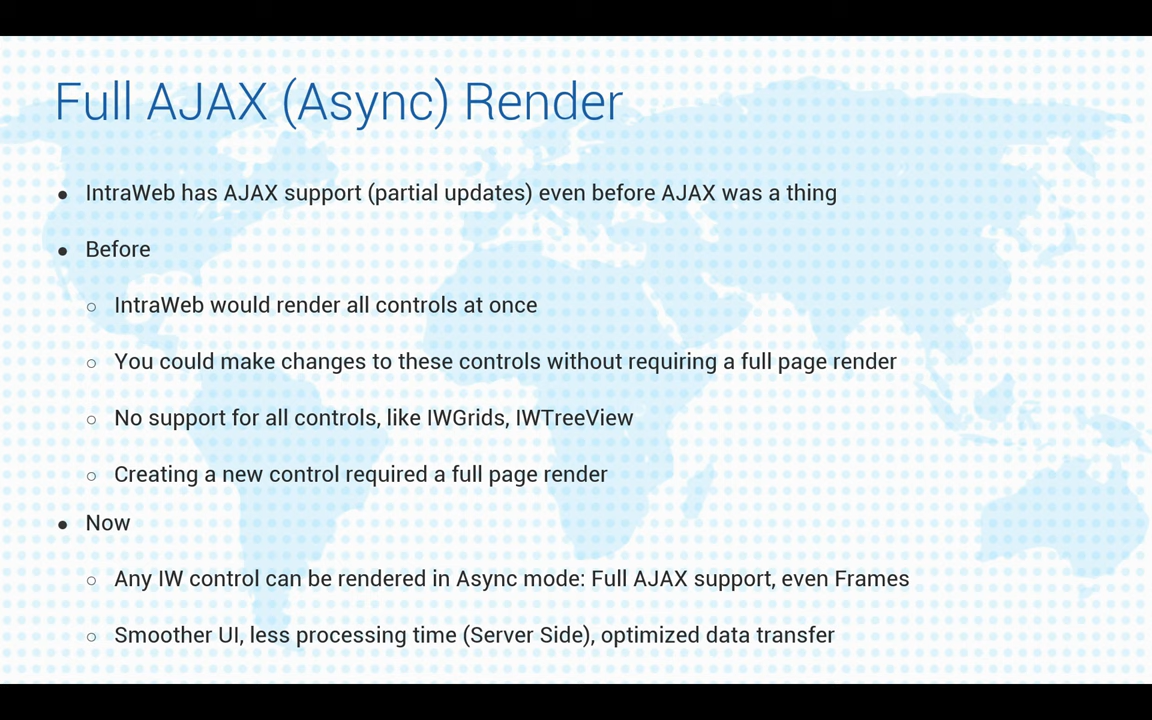 Full AJAX (Async) Render
● IntraWeb has AJAX support (partial updates) even before AJAX was a thing
● Before
○ IntraWeb would render all controls at once
○ You could make changes to these controls without requiring a full page render
○ No support for all controls, like IWGrids, IWTreeView
○ Creating a new control required a full page render
● Now
○ Any IW control can be rendered in Async mode: Full AJAX support, even Frames
○ Smoother UI, less processing time (Server Side), optimized data transfer